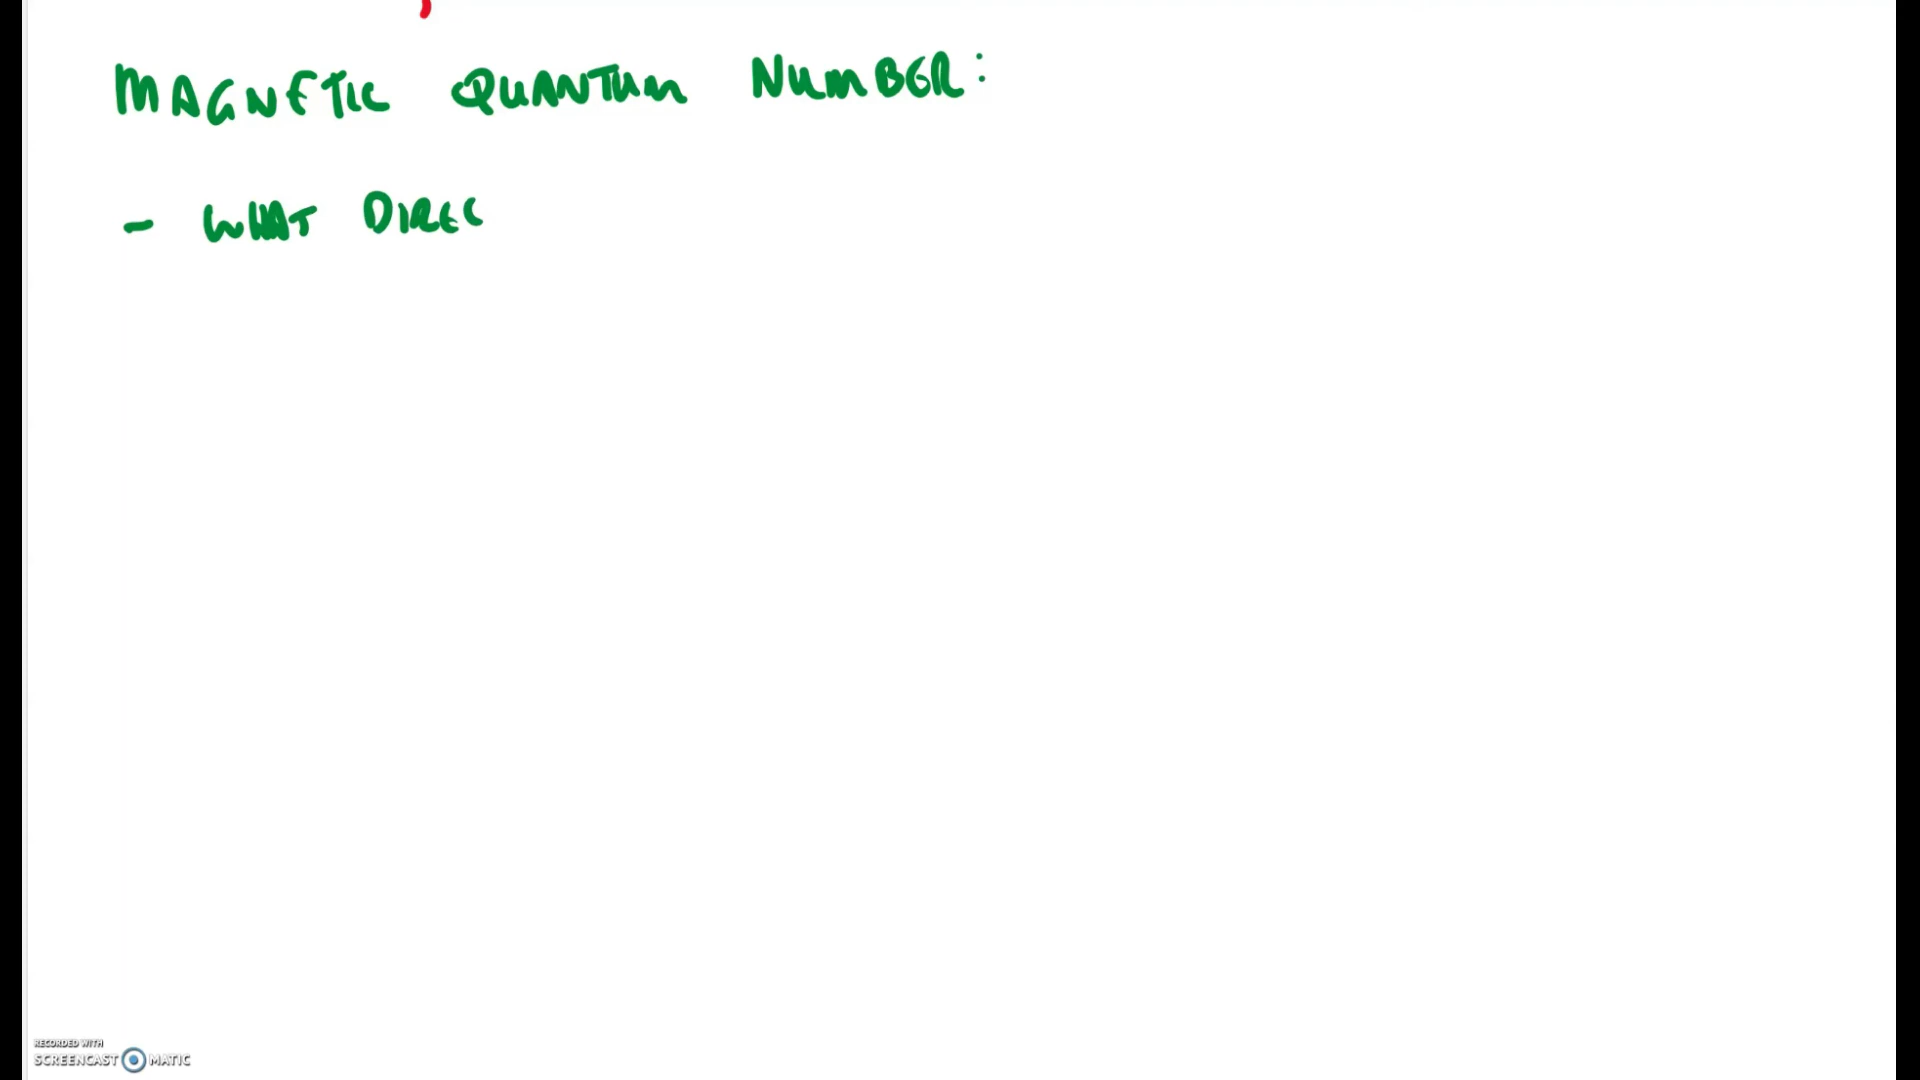 MAGNETIC QUANTUM NUMBER:
- WHAT DIREC
RECORDED WITH
SCREENCAST MATIC